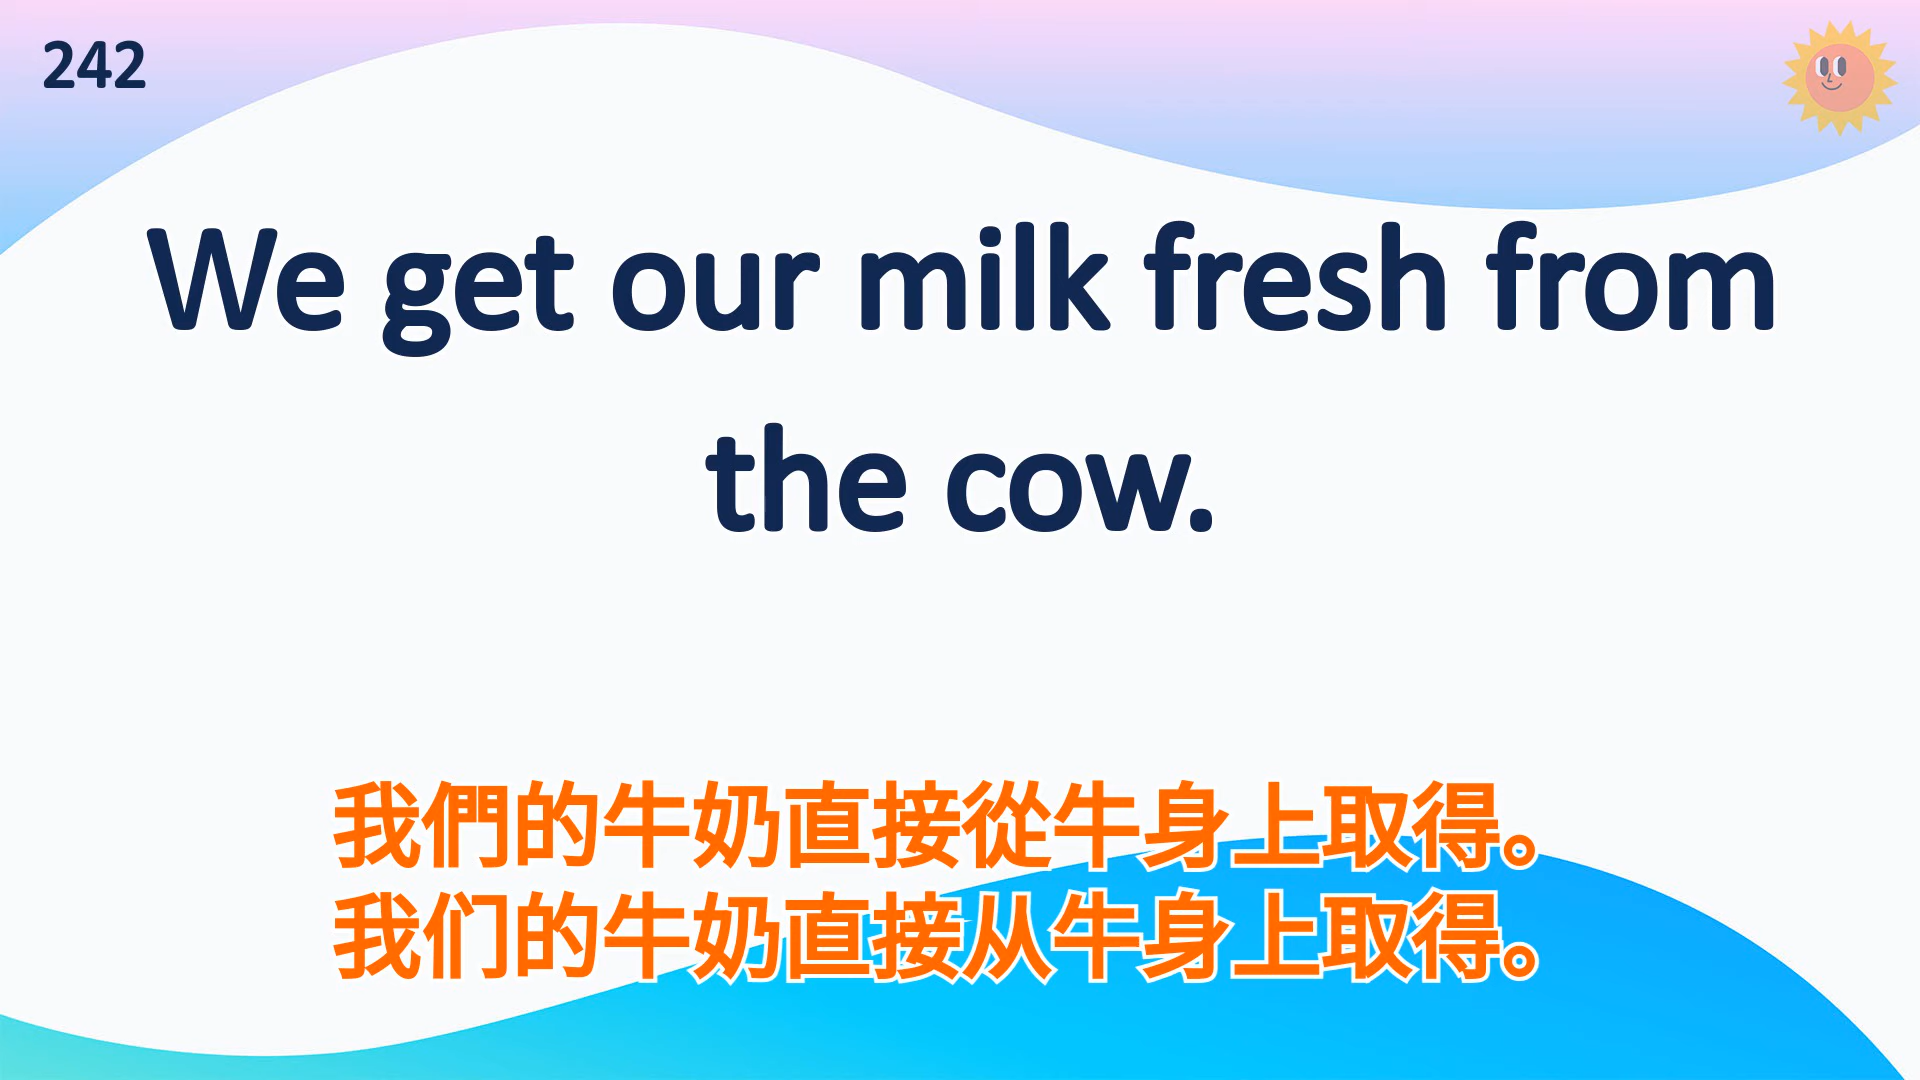 242
We get our milk fresh from
the cow.
我們的牛奶直接從牛身上取得。
我们的牛奶直接从牛身上取得。